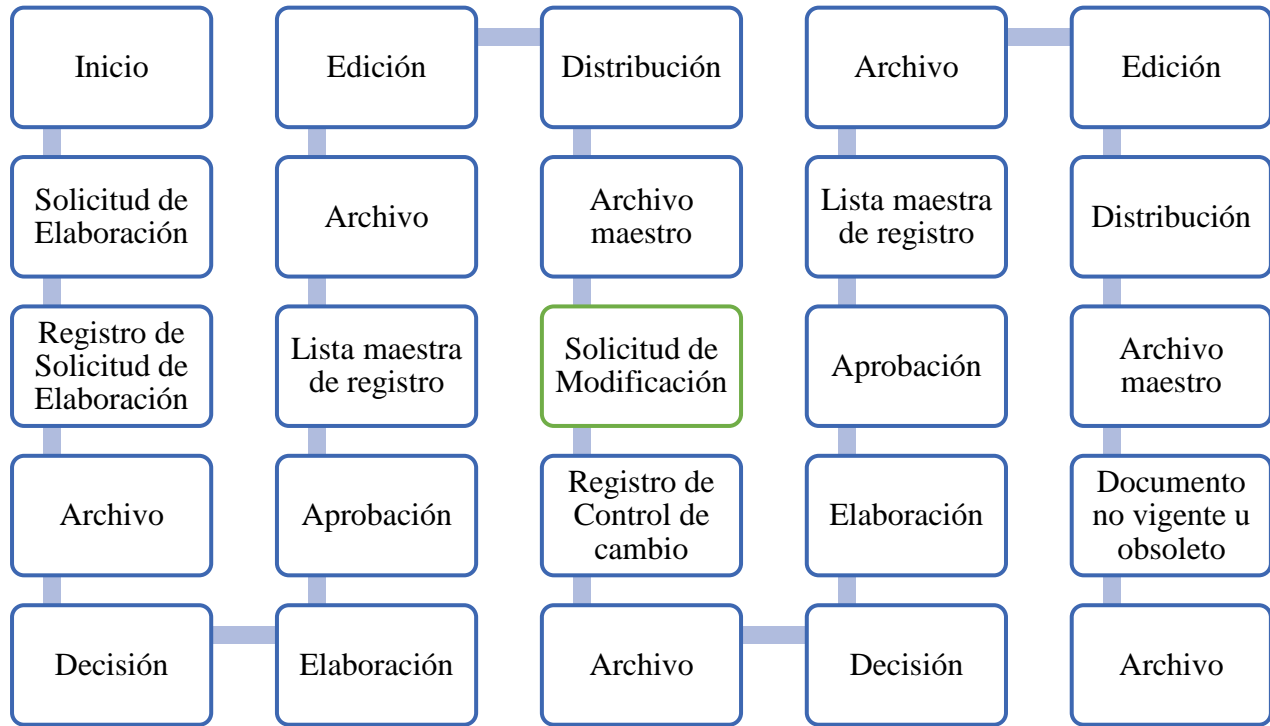 Inicio
Solicitud de
Elaboración
Registro de
Solicitud de
Elaboración
Archivo
Decisión
Elaboración
Aprobación
Lista maestra
de registro
Archivo
Edición
Distribución
Archivo
maestro
Solicitud de
Modificación
Registro de
Control de
cambio
Archivo
Decisión
Elaboración
Aprobación
Lista maestra
de registro
Archivo
Edición
Distribución
Archivo
maestro
Documento
no vigente u
obsoleto
Archivo